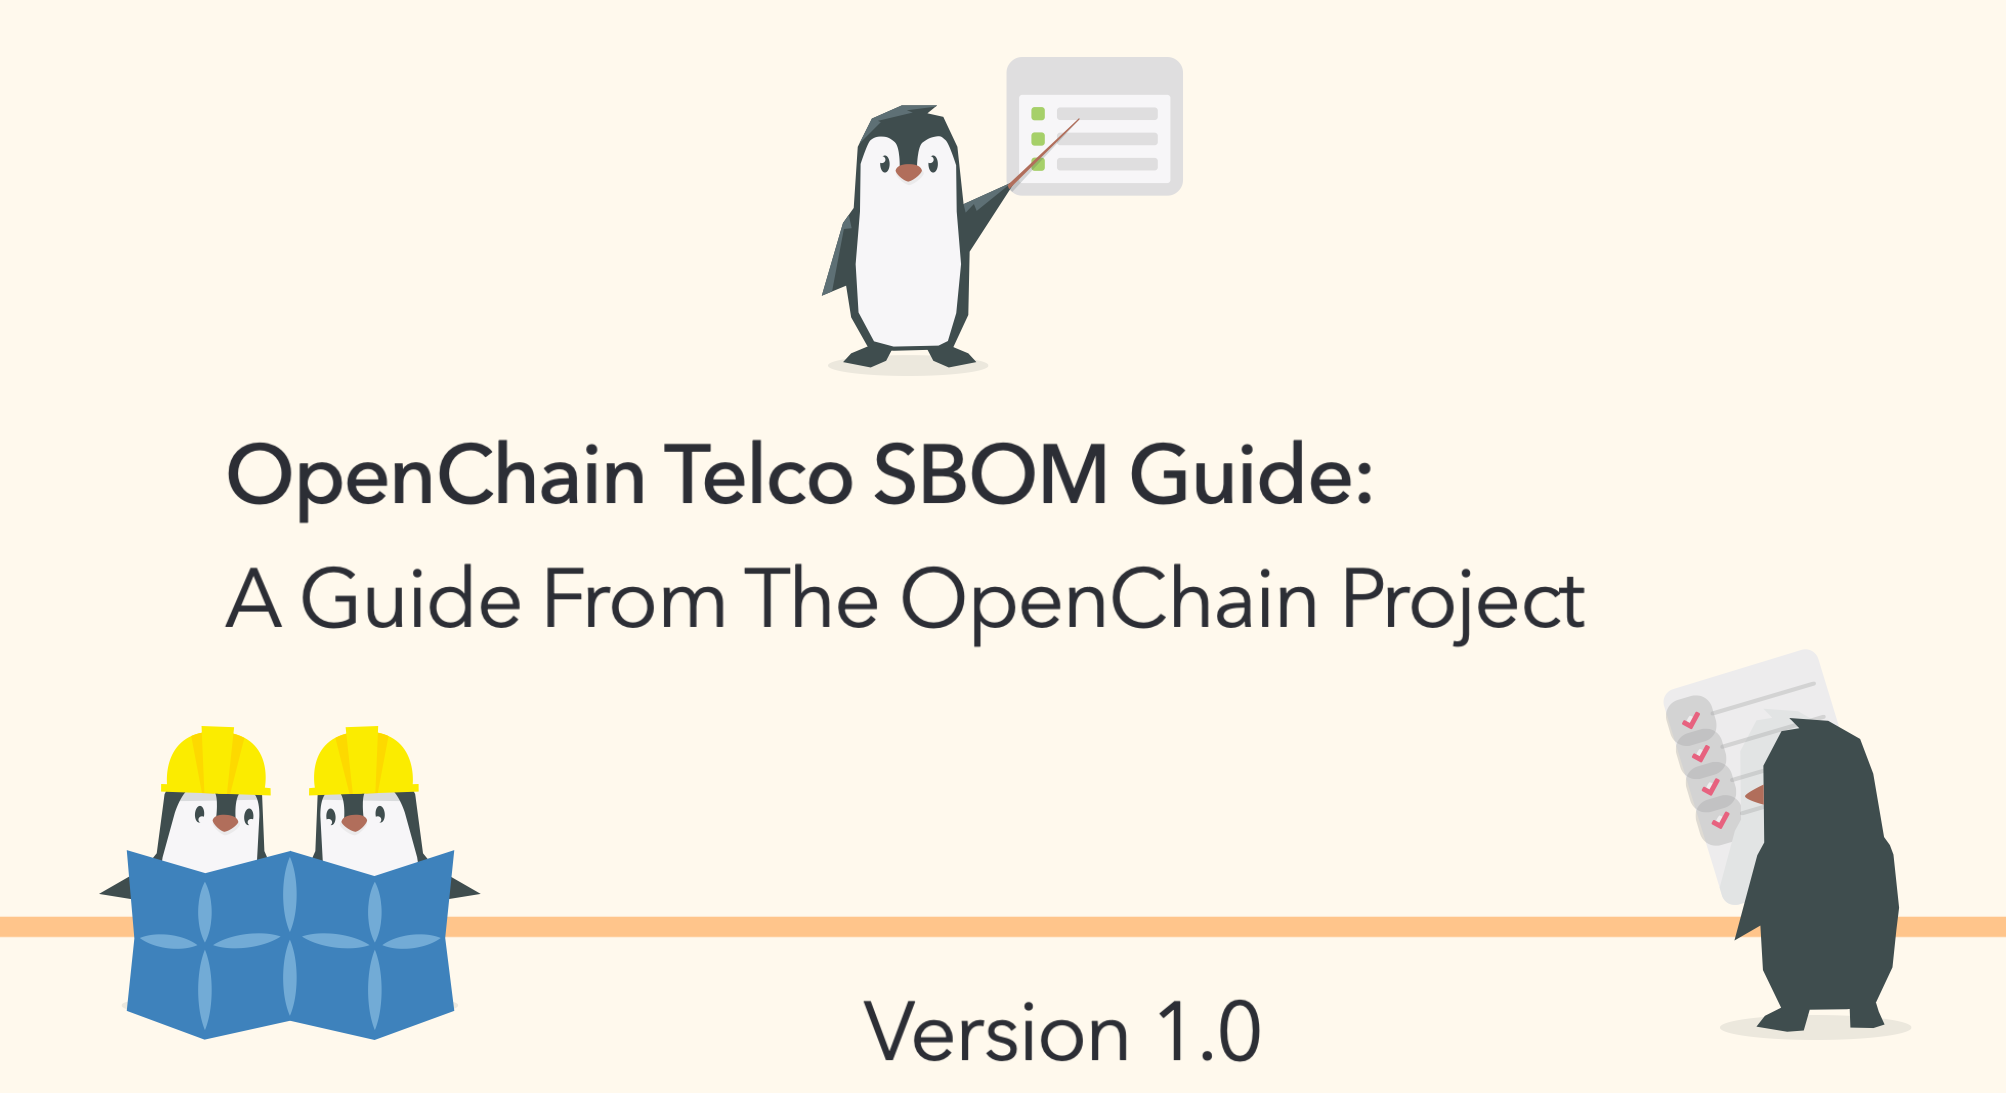 OpenChain Telco SBOM Guide:
A Guide From The OpenChain Project
Version 1.0